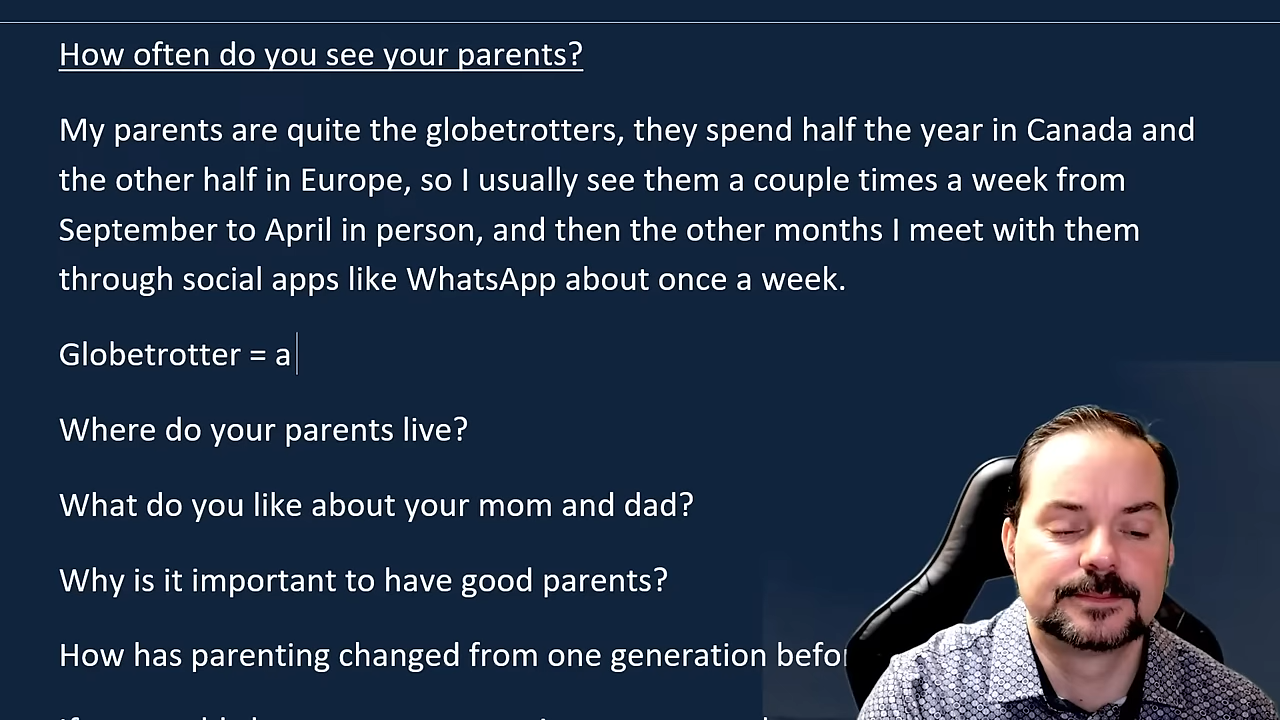 How often do you see your parents?
My parents are quite the globetrotters, they spend half the year in Canada and
the other half in Europe, so I usually see them a couple times a week from
September to April in person, and then the other months I meet with them
through social apps like WhatsApp about once a week.
Globetrotter = a
Where do your parents live?
What do you like about your mom and dad?
Why is it important to have good parents?
How has parenting changed from one generation